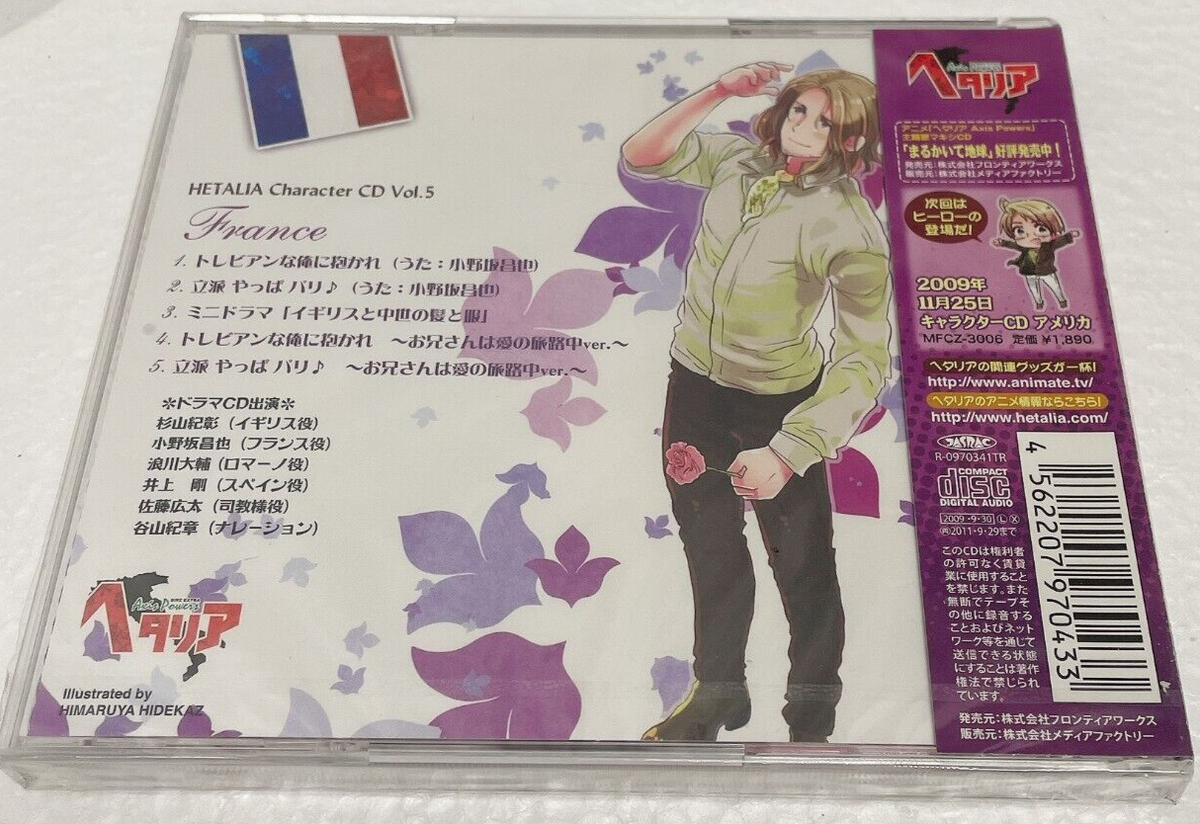 HETALIA Character CD Vol.5
France
1. トレビアンな俺に抱かれ（うた：小野坂昌也）
2. 立派 やっぱ パリ♪（うた：小野坂昌也）
3. ミニドラマ「イギリスと中世の髪と服」
4. トレビアンな俺に抱かれ ～お兄さんは愛の旅路中ver.～
5. 立派 やっぱ パリ♪ ～お兄さんは愛の旅路中ver.～
＊ドラマCD出演＊
杉山紀彰（イギリス役）
小野坂昌也（フランス役）
浪川大輔（ロマーノ役）
井上 剛（スペイン役）
佐藤広太（司教様役）
谷山紀章（ナレーション）
Axis Powers
ヘタリア
Illustrated by
HIMARUYA HIDEKAZ
Axis Powers
ヘタリア
アニメ「ヘタリア Axis Powers」
主題歌マキシCD
「まるかいて地球」好評発売中！
発売元：株式会社フロンティアワークス
販売元：株式会社メディアファクトリー
次回は
ヒーローの
登場だ！
2009年
11月25日
キャラクターCD アメリカ
MFCZ-3006 定価 ¥1,890
ヘタリアの関連グッズが一杯！
http://www.animate.tv/
ヘタリアのアニメ情報ならこちら！
http://www.hetalia.com/
JASRAC
R-0970341TR
COMPACT
disc
DIGITAL AUDIO
2009・9・30 Ⓛ Ⓧ
2011・9・29まで
このCDは権利者
の許可なく賃貸
業に使用すること
を禁じます。また
無断でテープそ
の他に録音する
ことおよびネット
ワーク等を通じて
送信できる状態
にすることは著作
権法で禁じられ
ています。
4 562207 970433
発売元：株式会社フロンティアワークス
販売元：株式会社メディアファクトリー